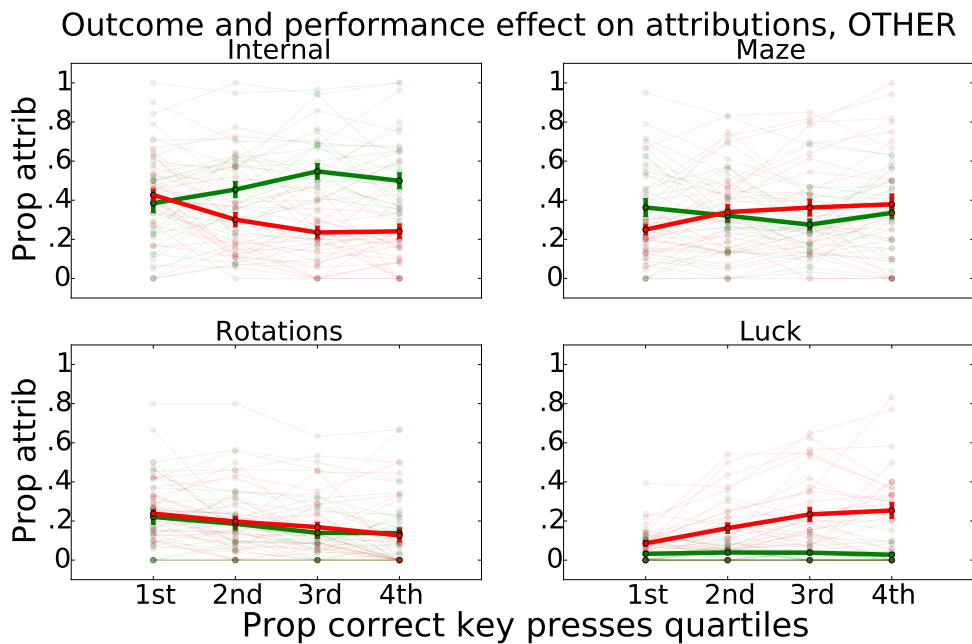 Outcome and performance effect on attributions, OTHER
Internal
Maze
Prop attrib
1
.8
.6
.4
.2
0
1
.8
.6
.4
.2
0
Rotations
Luck
Prop attrib
1
.8
.6
.4
.2
0
1
.8
.6
.4
.2
0
1st 2nd 3rd 4th
1st 2nd 3rd 4th
Prop correct key presses quartiles